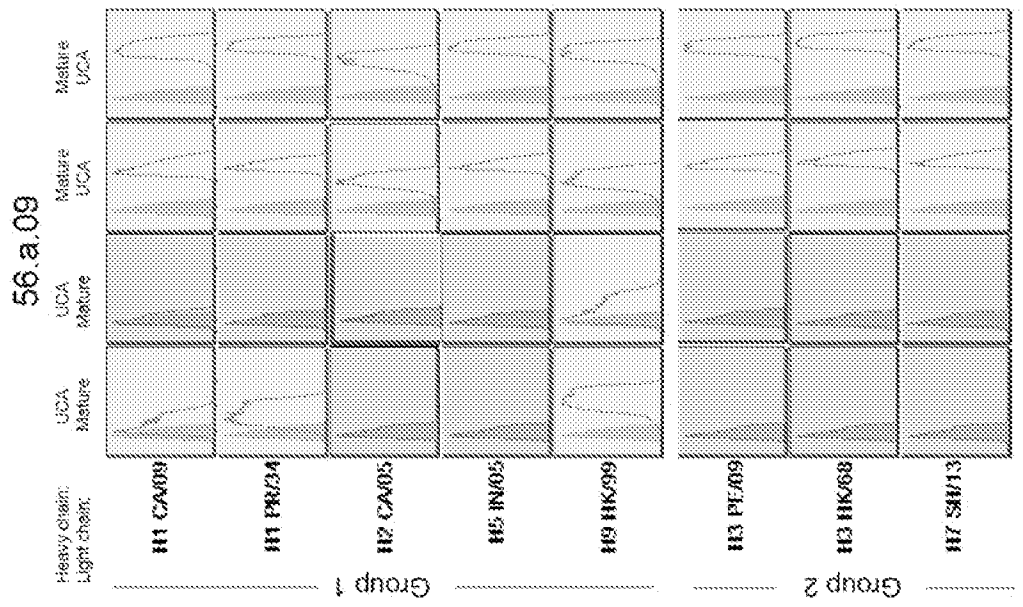 56.a.09
Heavy chain: UCA UCA Mature Mature
Light chain: Mature Mature UCA UCA
Group 1
H1 CA/09
H1 PR/34
H2 CA/05
H5 IN/05
H9 HK/99
Group 2
H3 PE/09
H3 HK/68
H7 SH/13